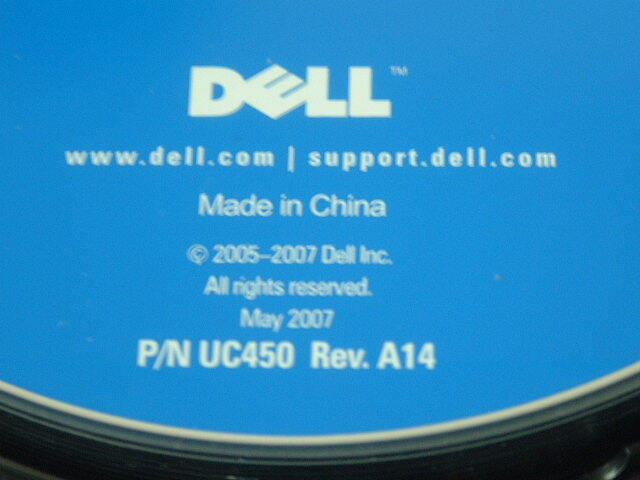 DELL™
www.dell.com | support.dell.com
Made in China
© 2005–2007 Dell Inc.
All rights reserved.
May 2007
P/N UC450 Rev. A14